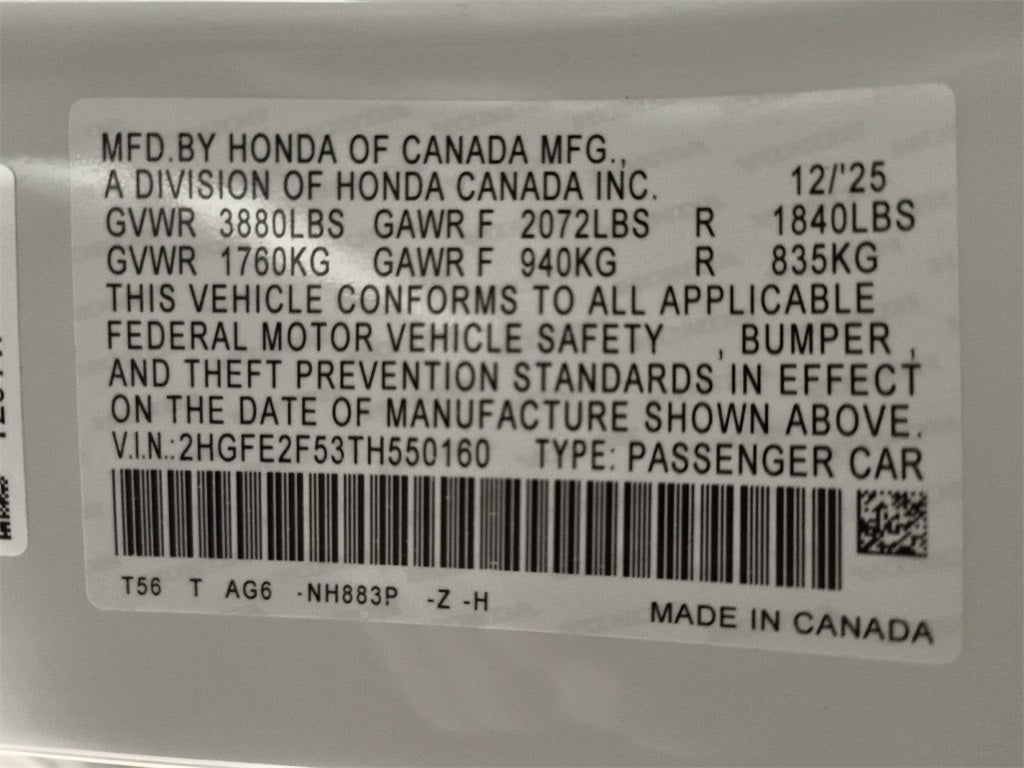 MFD.BY HONDA OF CANADA MFG.,
A DIVISION OF HONDA CANADA INC. 12/'25
GVWR 3880LBS GAWR F 2072LBS R 1840LBS
GVWR 1760KG GAWR F 940KG R 835KG
THIS VEHICLE CONFORMS TO ALL APPLICABLE
FEDERAL MOTOR VEHICLE SAFETY , BUMPER ,
AND THEFT PREVENTION STANDARDS IN EFFECT
ON THE DATE OF MANUFACTURE SHOWN ABOVE.
V.I.N.:2HGFE2F53TH550160 TYPE: PASSENGER CAR
T56 T AG6 -NH883P -Z -H
MADE IN CANADA